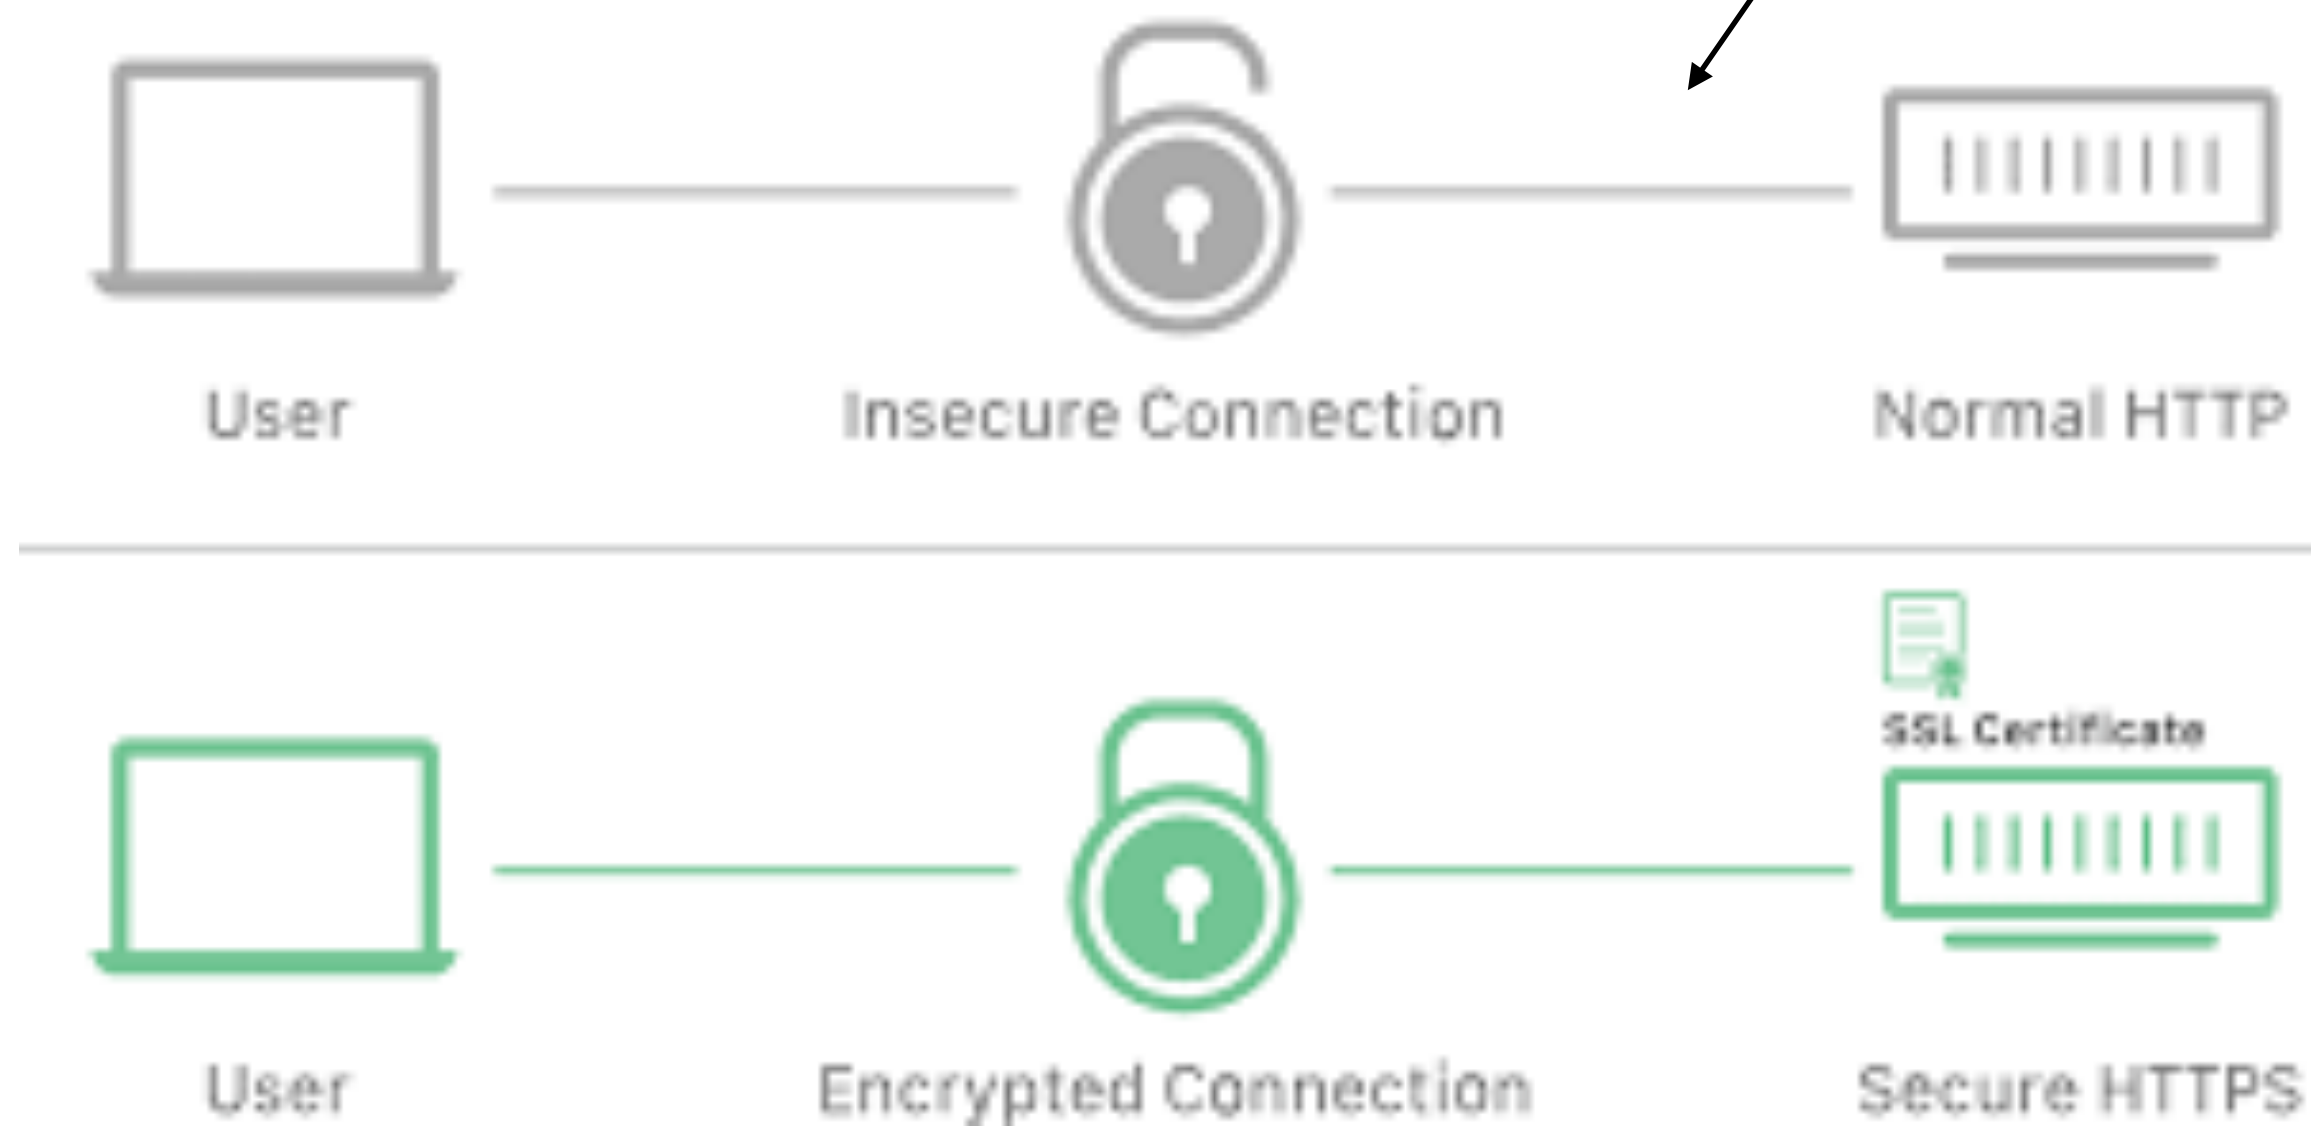 User
Insecure Connection
Normal HTTP
SSL Certificate
User
Encrypted Connection
Secure HTTPS